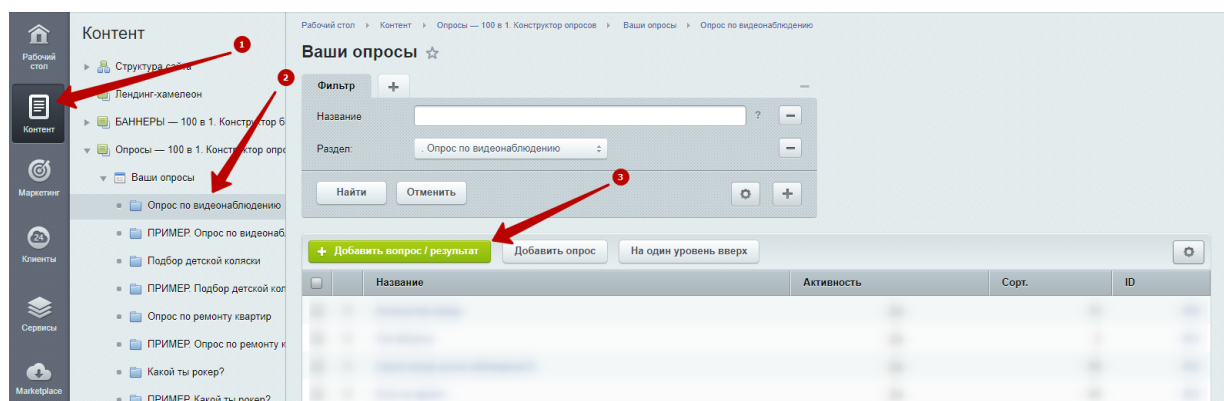 Рабочий стол
Контент
Маркетинг
24
Клиенты
Сервисы
Marketplace
Контент
1
Структура сайта
2
Лендинг-хамелеон
БАННЕРЫ — 100 в 1. Конструктор б
Опросы — 100 в 1. Конструктор опро
Ваши опросы
Опрос по видеонаблюдению
ПРИМЕР. Опрос по видеонаб
Подбор детской коляски
ПРИМЕР. Подбор детской кол
Опрос по ремонту квартир
ПРИМЕР. Опрос по ремонту к
Какой ты рокер?
ПРИМЕР. Какой ты рокер?
Рабочий стол Контент Опросы — 100 в 1. Конструктор опросов Ваши опросы Опрос по видеонаблюдению
Ваши опросы
Фильтр +
Название ?
Раздел: . Опрос по видеонаблюдению
3
Найти Отменить
+ Добавить вопрос / результат Добавить опрос На один уровень вверх
Название Активность Сорт. ID